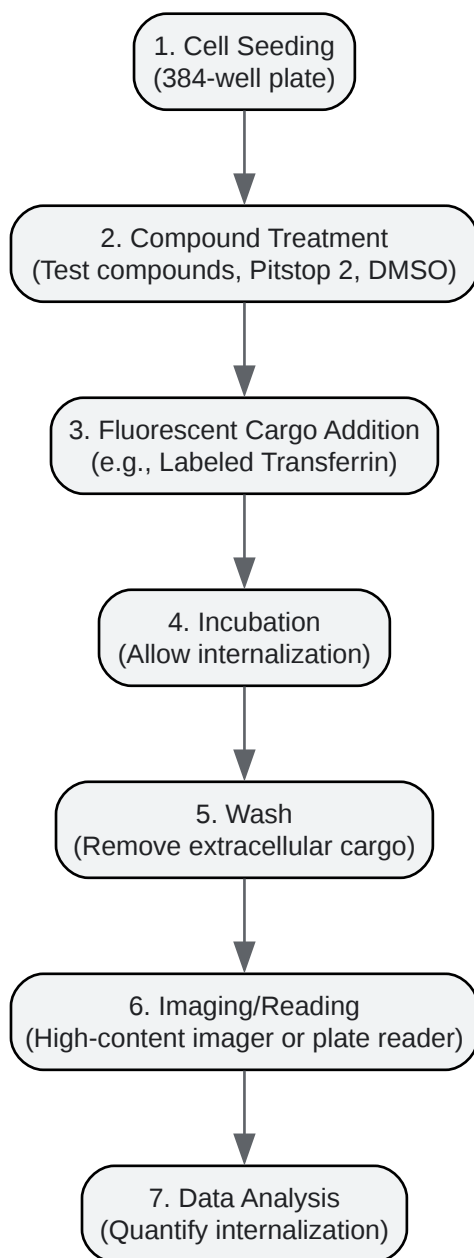 1. Cell Seeding
(384-well plate)
2. Compound Treatment
(Test compounds, Pitstop 2, DMSO)
3. Fluorescent Cargo Addition
(e.g., Labeled Transferrin)
4. Incubation
(Allow internalization)
5. Wash
(Remove extracellular cargo)
6. Imaging/Reading
(High-content imager or plate reader)
7. Data Analysis
(Quantify internalization)